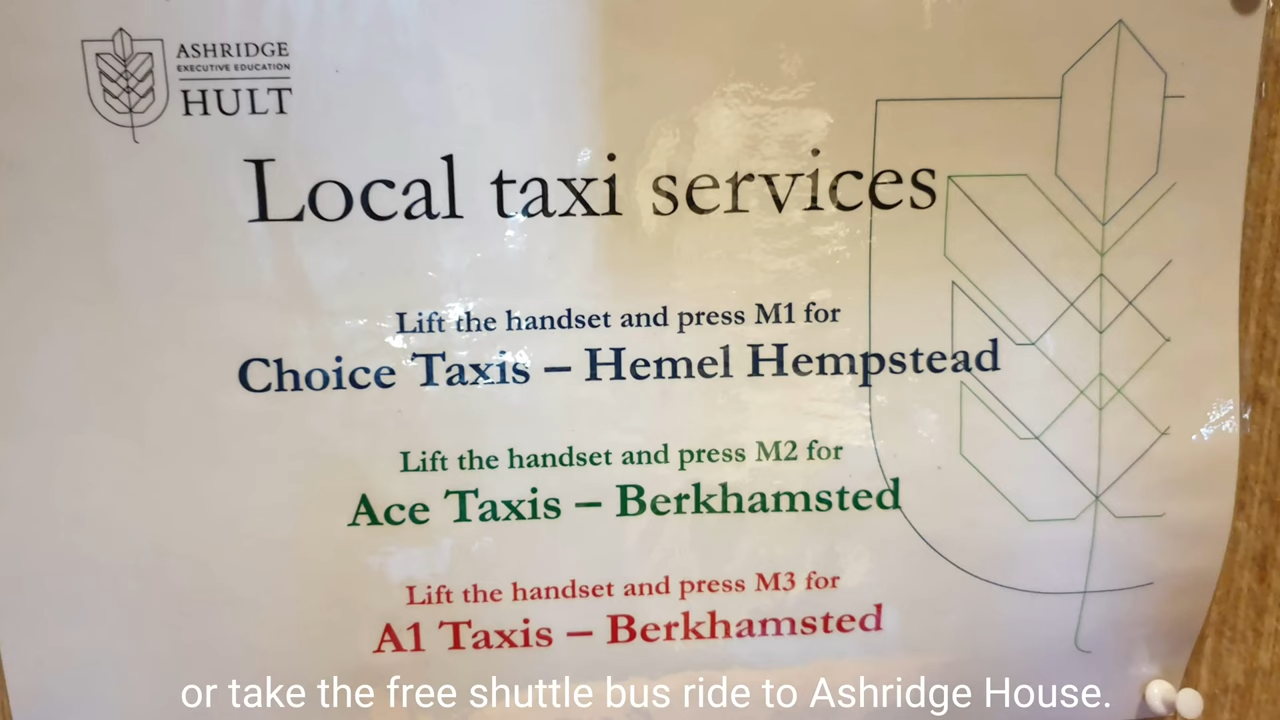 ASHRIDGE
EXECUTIVE EDUCATION
HULT
Local taxi services
Lift the handset and press M1 for
Choice Taxis – Hemel Hempstead
Lift the handset and press M2 for
Ace Taxis – Berkhamsted
Lift the handset and press M3 for
A1 Taxis – Berkhamsted
or take the free shuttle bus ride to Ashridge House.